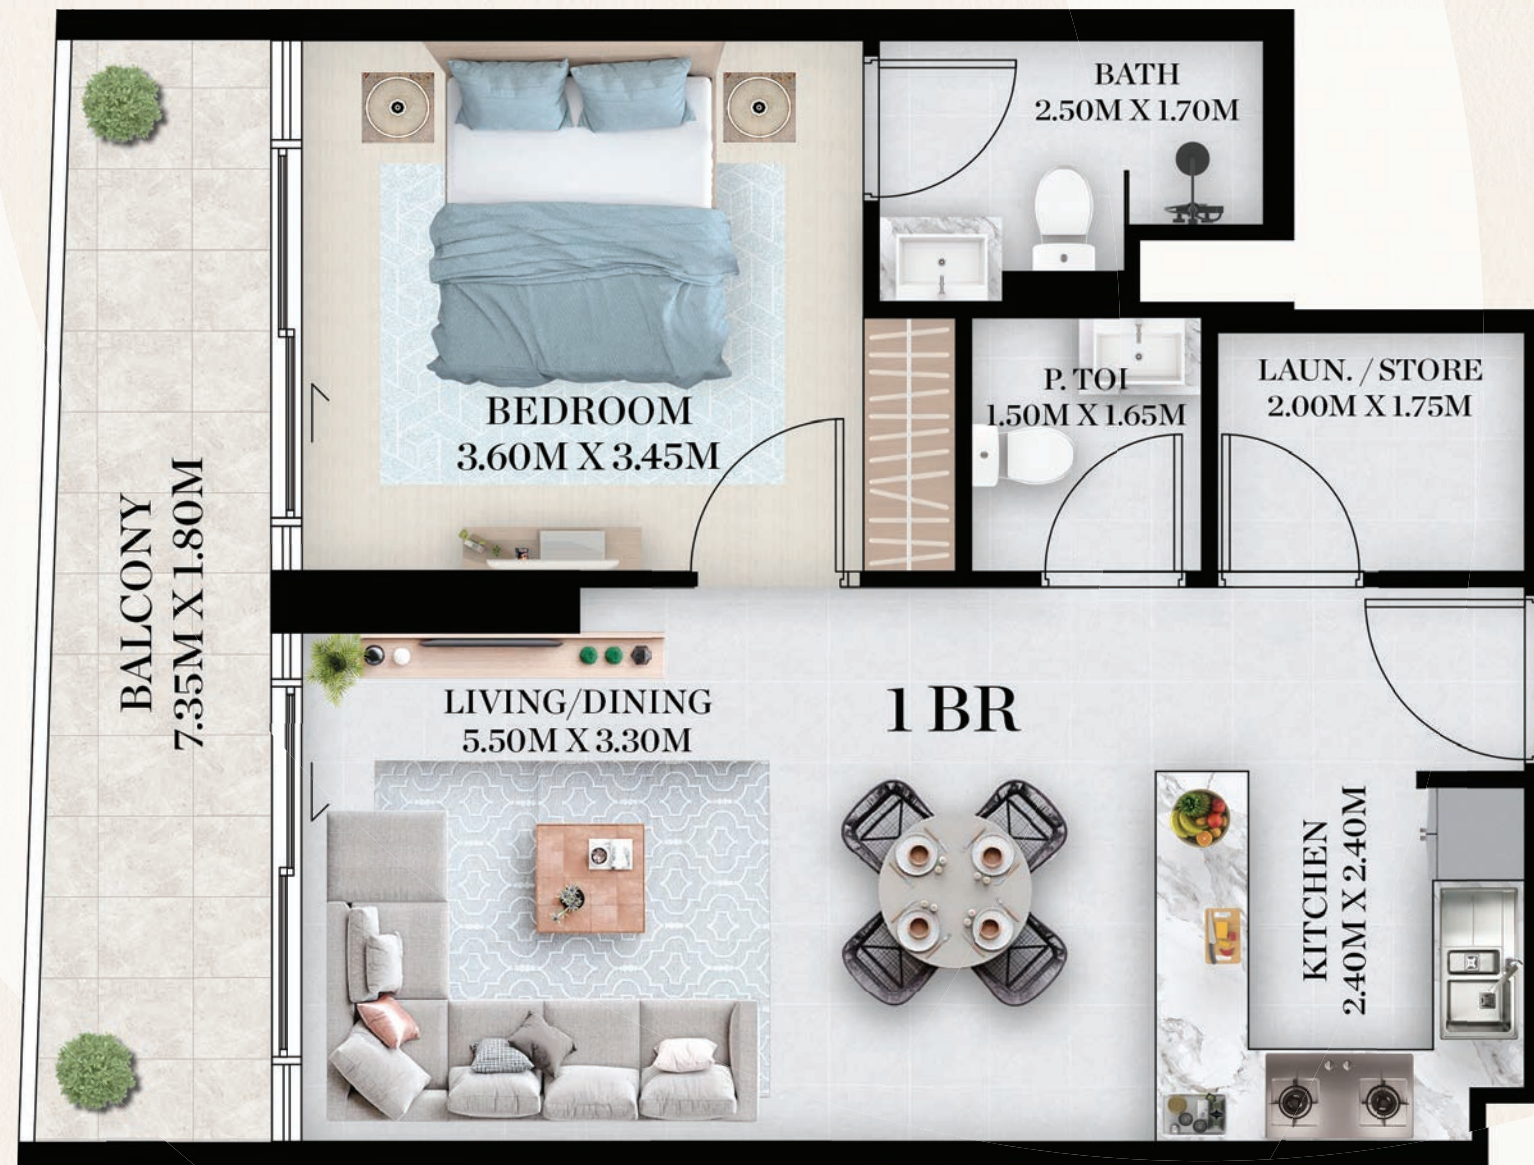 BATH
2.50M X 1.70M
BEDROOM
3.60M X 3.45M
P. TOI
1.50M X 1.65M
LAUN. / STORE
2.00M X 1.75M
BALCONY
7.35M X 1.80M
LIVING/DINING
5.50M X 3.30M
1 BR
KITCHEN
2.40M X 2.40M